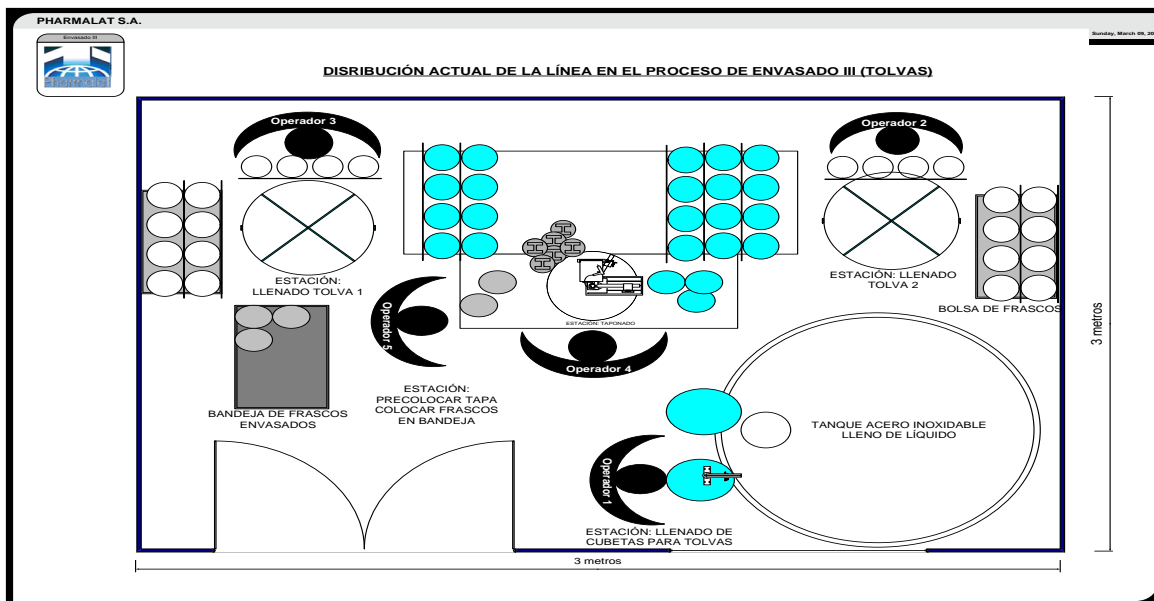 PHARMALAT S.A.
Envasado III
Sunday, March 09, 20
DISRIBUCIÓN ACTUAL DE LA LÍNEA EN EL PROCESO DE ENVASADO III (TOLVAS)
Operador 3
Operador 2
ESTACIÓN:
LLENADO TOLVA 1
ESTACIÓN: LLENADO
TOLVA 2
BOLSA DE FRASCOS
Operador 5
ESTACIÓN: TAPONADO
Operador 4
3 metros
ESTACIÓN:
PRECOLOCAR TAPA
COLOCAR FRASCOS
EN BANDEJA
BANDEJA DE FRASCOS
ENVASADOS
TANQUE ACERO INOXIDABLE
LLENO DE LÍQUIDO
Operador 1
ESTACIÓN: LLENADO DE
CUBETAS PARA TOLVAS
3 metros